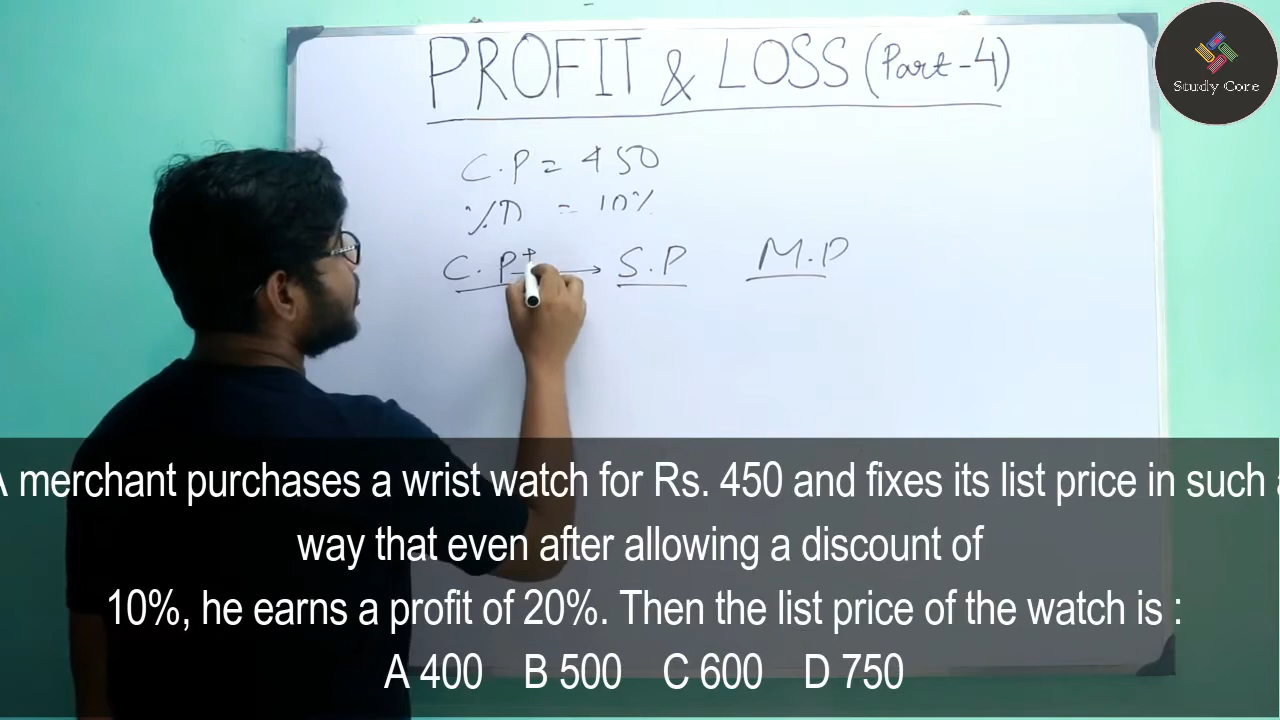 PROFIT & LOSS (Part-4)
Study Core
C.P = 450
%D = 10%
C.P+ → S.P M.P
A merchant purchases a wrist watch for Rs. 450 and fixes its list price in such a
way that even after allowing a discount of
10%, he earns a profit of 20%. Then the list price of the watch is :
A 400 B 500 C 600 D 750